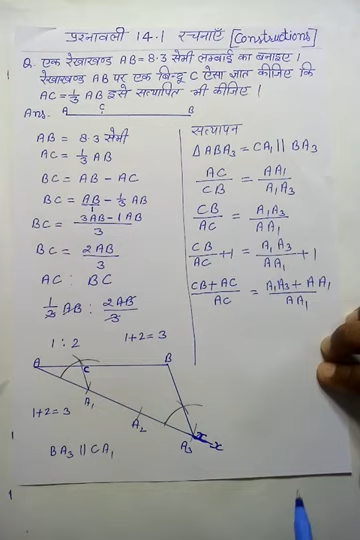 प्रश्नावली 14.1 रचनाएँ [Constructions]
Q. एक रेखाखण्ड AB = 8.3 सेमी लम्बाई का बनाइए।
रेखाखण्ड AB पर एक बिन्दू C ऐसा ज्ञात कीजिए कि
AC = 1/3 AB इसे सत्यापित भी कीजिए।
Ans. A C B
AB = 8.3 सेमी
AC = 1/3 AB
BC = AB - AC
BC = AB/1 - 1/3 AB
BC = 3AB - 1AB/3
BC = 2AB/3
AC : BC
1/3 AB : 2AB/3
1 : 2 1+2=3
A C B
A1
1+2=3
A2
A3 x
BA3 || CA1
सत्यापन
Δ ABA3 = CA1 || BA3
AC/CB = AA1/A1A3
CB/AC = A1A3/AA1
CB/AC + 1 = A1A3/AA1 + 1
CB + AC/AC = A1A3 + AA1/AA1